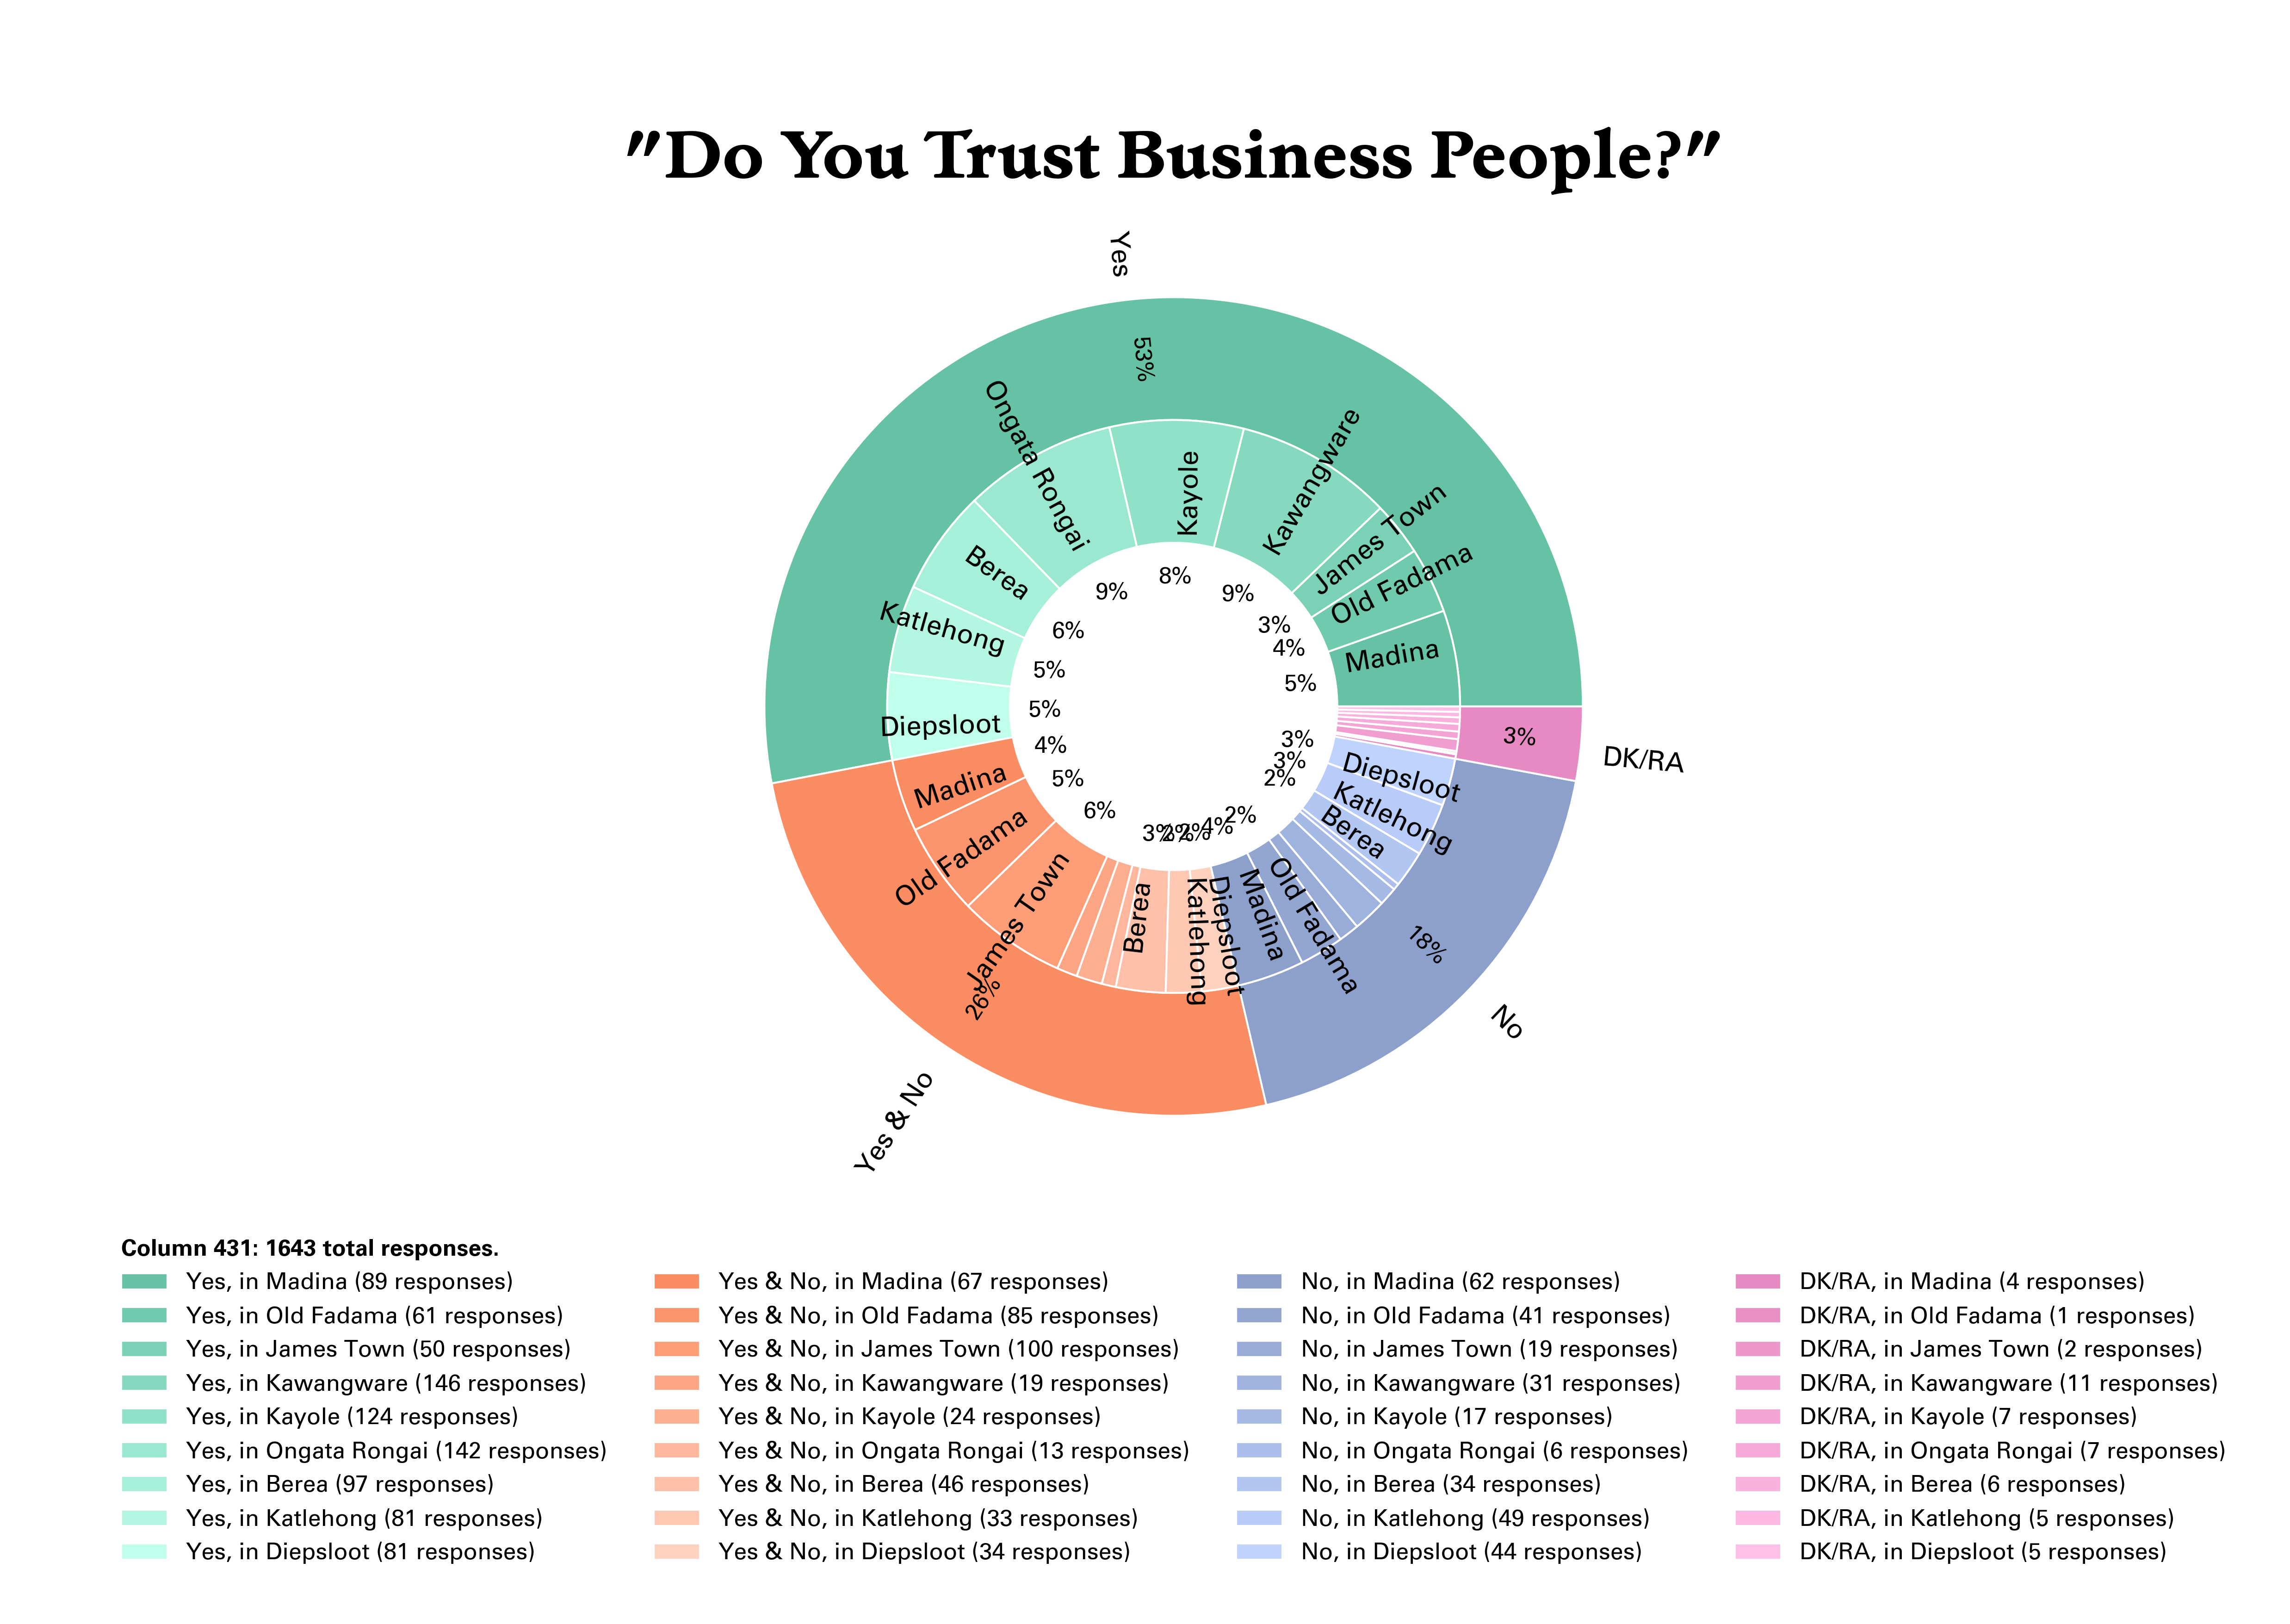 "Do You Trust Business People?"
Yes
53%
Ongata Rongai
Kayole
Kawangware
James Town
Old Fadama
Madina
Berea
Katlehong
Diepsloot
9%
8%
9%
3%
4%
5%
6%
5%
5%
4%
5%
6%
3%
2%
2%
4%
2%
2%
3%
3%
3%
DK/RA
Madina
Old Fadama
James Town
26%
Yes & No
Berea
Katlehong
Diepsloot
Madina
Old Fadama
Berea
Katlehong
Diepsloot
18%
No
Column 431: 1643 total responses.
Yes, in Madina (89 responses)
Yes, in Old Fadama (61 responses)
Yes, in James Town (50 responses)
Yes, in Kawangware (146 responses)
Yes, in Kayole (124 responses)
Yes, in Ongata Rongai (142 responses)
Yes, in Berea (97 responses)
Yes, in Katlehong (81 responses)
Yes, in Diepsloot (81 responses)
Yes & No, in Madina (67 responses)
Yes & No, in Old Fadama (85 responses)
Yes & No, in James Town (100 responses)
Yes & No, in Kawangware (19 responses)
Yes & No, in Kayole (24 responses)
Yes & No, in Ongata Rongai (13 responses)
Yes & No, in Berea (46 responses)
Yes & No, in Katlehong (33 responses)
Yes & No, in Diepsloot (34 responses)
No, in Madina (62 responses)
No, in Old Fadama (41 responses)
No, in James Town (19 responses)
No, in Kawangware (31 responses)
No, in Kayole (17 responses)
No, in Ongata Rongai (6 responses)
No, in Berea (34 responses)
No, in Katlehong (49 responses)
No, in Diepsloot (44 responses)
DK/RA, in Madina (4 responses)
DK/RA, in Old Fadama (1 responses)
DK/RA, in James Town (2 responses)
DK/RA, in Kawangware (11 responses)
DK/RA, in Kayole (7 responses)
DK/RA, in Ongata Rongai (7 responses)
DK/RA, in Berea (6 responses)
DK/RA, in Katlehong (5 responses)
DK/RA, in Diepsloot (5 responses)